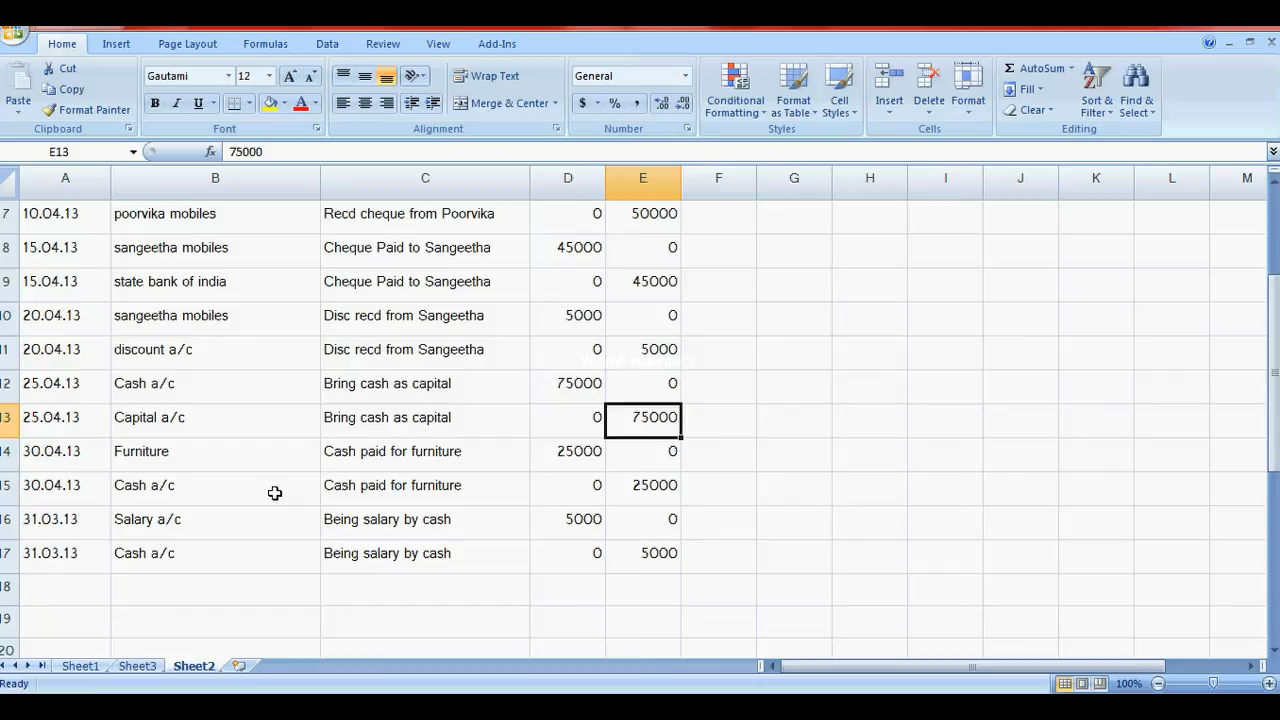 Home Insert Page Layout Formulas Data Review View Add-Ins
Cut Gautami 12 A A Wrap Text General AutoSum
Paste Copy Conditional Formatting Format as Table Cell Styles Insert Delete Format Fill Sort & Filter Find & Select
Format Painter B I U A Merge & Center $ % , Clear
Clipboard Font Alignment Number Styles Cells Editing
E13 fx 75000
A B C D E F G H I J K L M
7 10.04.13 poorvika mobiles Recd cheque from Poorvika 0 50000
8 15.04.13 sangeetha mobiles Cheque Paid to Sangeetha 45000 0
9 15.04.13 state bank of india Cheque Paid to Sangeetha 0 45000
10 20.04.13 sangeetha mobiles Disc recd from Sangeetha 5000 0
11 20.04.13 discount a/c Disc recd from Sangeetha 0 5000
12 25.04.13 Cash a/c Bring cash as capital 75000 0
13 25.04.13 Capital a/c Bring cash as capital 0 75000
14 30.04.13 Furniture Cash paid for furniture 25000 0
15 30.04.13 Cash a/c Cash paid for furniture 0 25000
16 31.03.13 Salary a/c Being salary by cash 5000 0
17 31.03.13 Cash a/c Being salary by cash 0 5000
18
19
20
Sheet1 Sheet3 Sheet2
Ready 100%